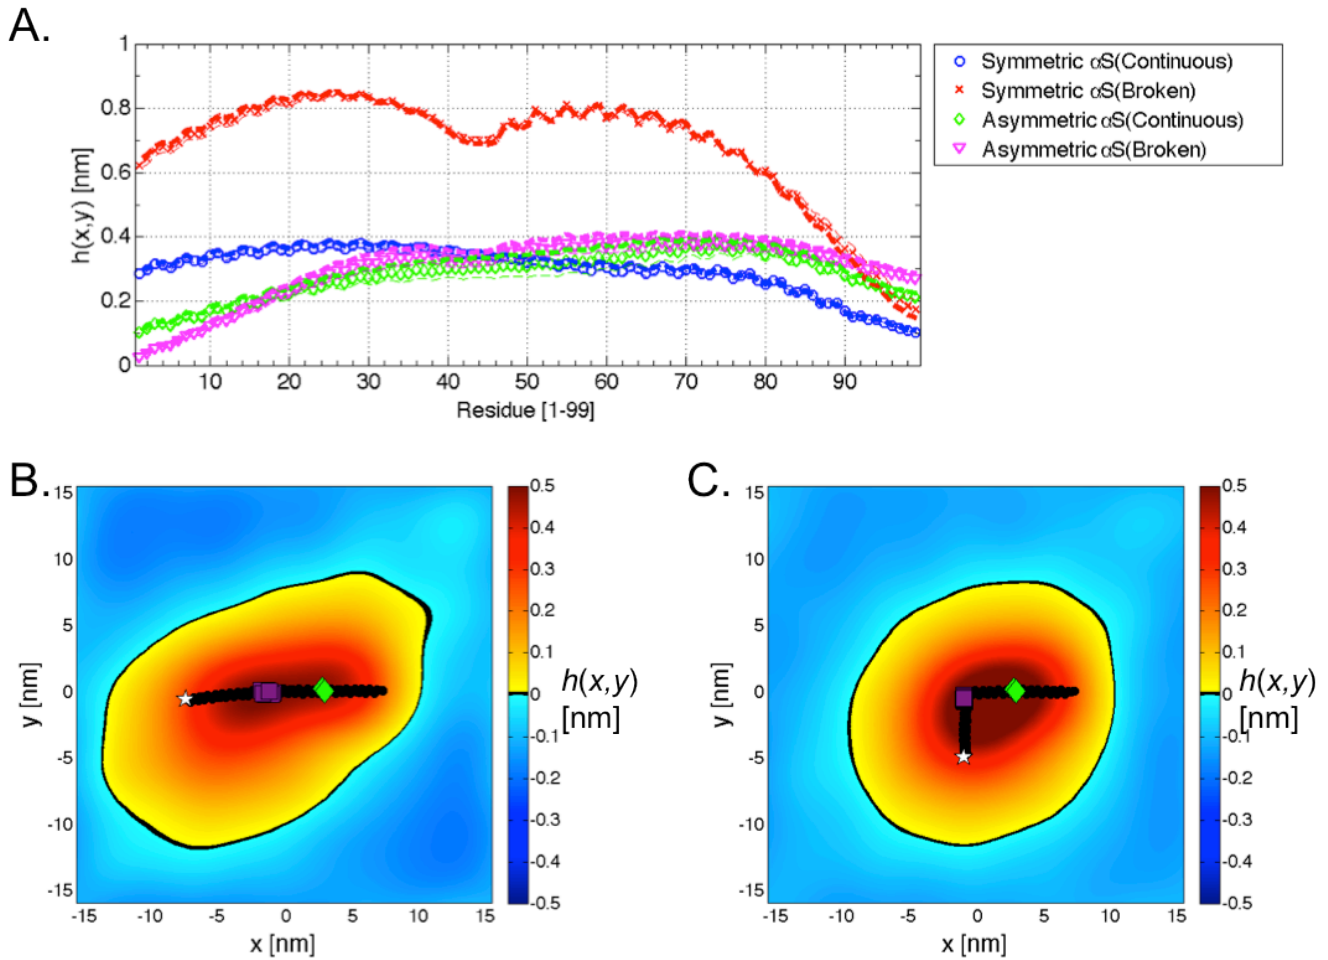 A.
1
0.8
0.6
0.4
0.2
0
h(x,y) [nm]
10 20 30 40 50 60 70 80 90
Residue [1-99]
Symmetric αS(Continuous)
Symmetric αS(Broken)
Asymmetric αS(Continuous)
Asymmetric αS(Broken)
B.
15
10
5
0
-5
-10
-15
y [nm]
-15 -10 -5 0 5 10 15
x [nm]
0.5
0.4
0.3
0.2
0.1
0
-0.1
-0.2
-0.3
-0.4
-0.5
h(x,y)
[nm]
C.
15
10
5
0
-5
-10
-15
y [nm]
-15 -10 -5 0 5 10 15
x [nm]
0.5
0.4
0.3
0.2
0.1
0
-0.1
-0.2
-0.3
-0.4
-0.5
h(x,y)
[nm]